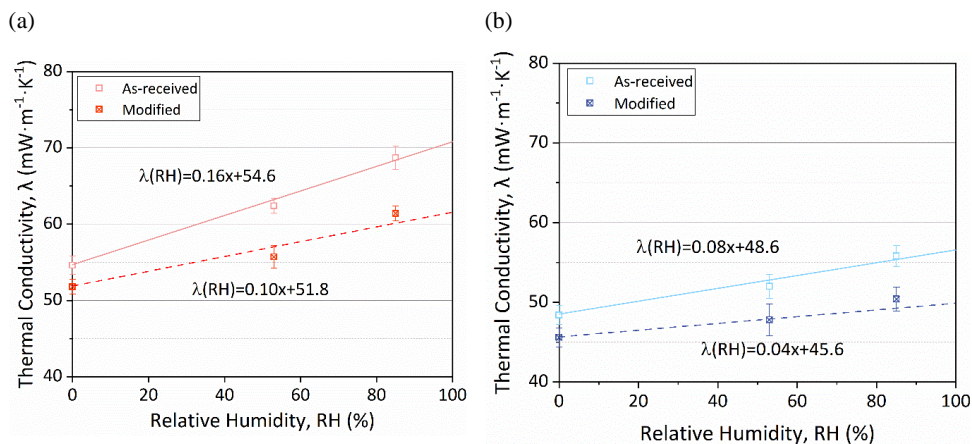 (a)
80
70
60
50
40
Thermal Conductivity, λ (mW·m⁻¹·K⁻¹)
As-received
Modified
λ(RH)=0.16x+54.6
λ(RH)=0.10x+51.8
0 20 40 60 80 100
Relative Humidity, RH (%)
(b)
80
70
60
50
40
Thermal Conductivity, λ (mW·m⁻¹·K⁻¹)
As-received
Modified
λ(RH)=0.08x+48.6
λ(RH)=0.04x+45.6
0 20 40 60 80 100
Relative Humidity, RH (%)